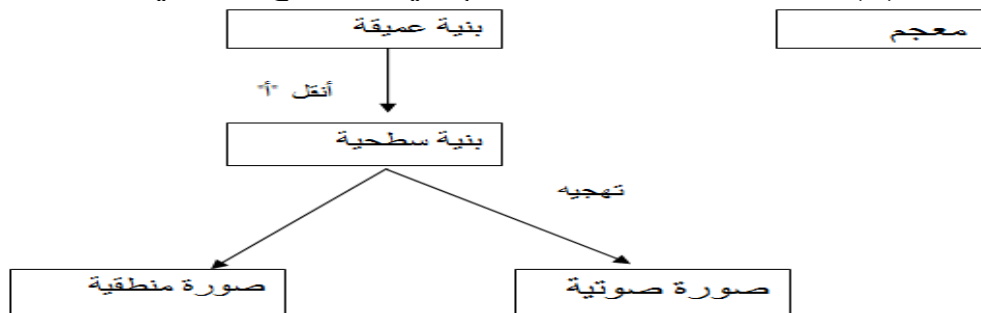 بنية عميقة
معجم
أنقل "أ"
بنية سطحية
تهجيه
صورة منطقية
صورة صوتية